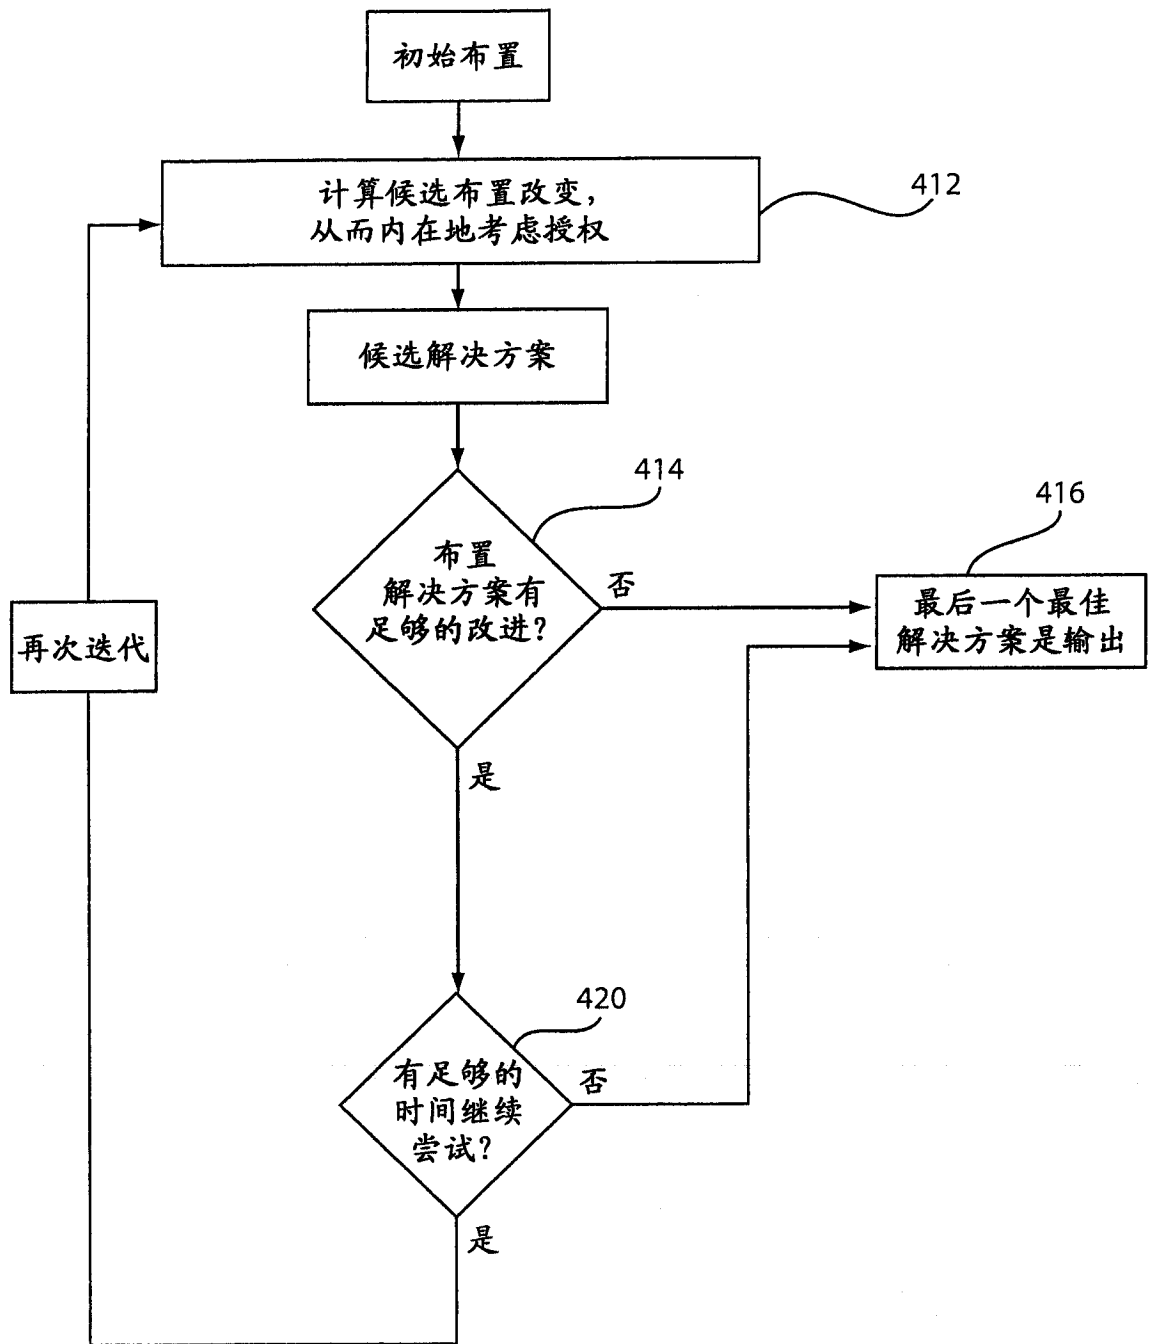 初始布置
计算候选布置改变，
从而内在地考虑授权
412
候选解决方案
414
布置
解决方案有
足够的改进?
否
416
最后一个最佳
解决方案是输出
再次迭代
是
420
有足够的
时间继续
尝试?
否
是